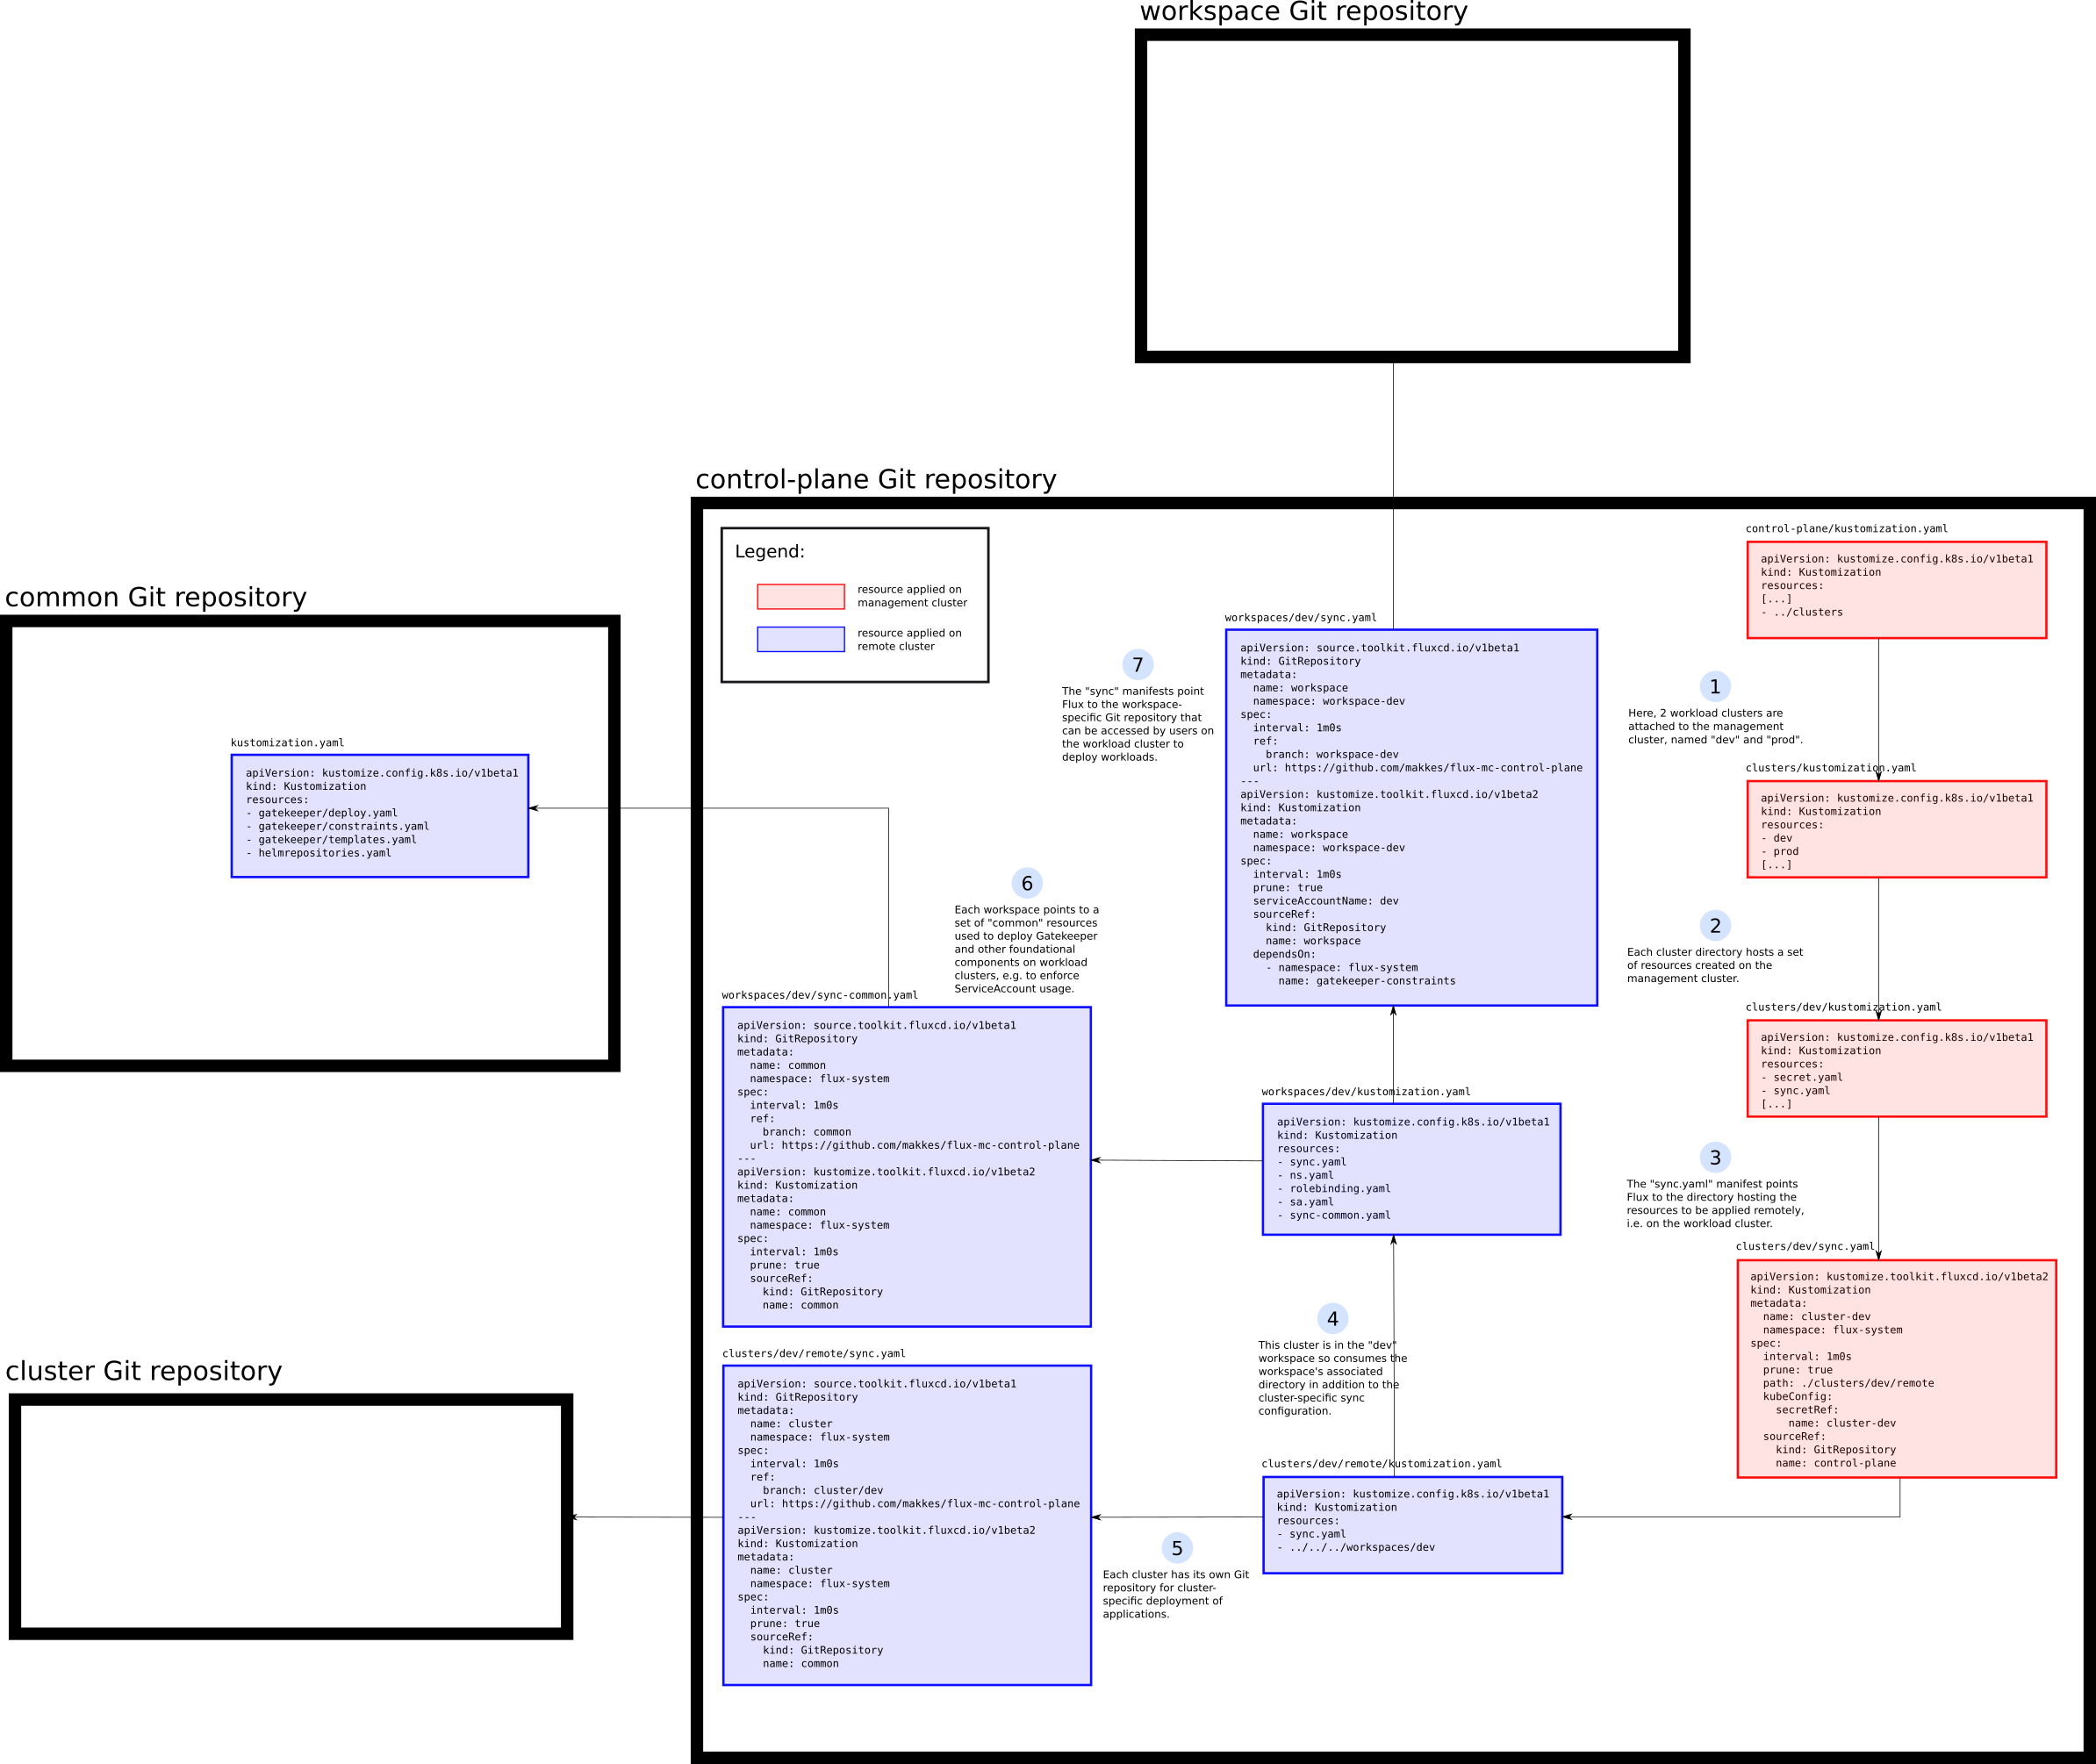 workspace Git repository
control-plane Git repository
Legend:
resource applied on
management cluster
resource applied on
remote cluster
common Git repository
kustomization.yaml
apiVersion: kustomize.config.k8s.io/v1beta1
kind: Kustomization
resources:
- gatekeeper/deploy.yaml
- gatekeeper/constraints.yaml
- gatekeeper/templates.yaml
- helmrepositories.yaml
control-plane/kustomization.yaml
apiVersion: kustomize.config.k8s.io/v1beta1
kind: Kustomization
resources:
[...]
- ../clusters
1
Here, 2 workload clusters are
attached to the management
cluster, named "dev" and "prod".
clusters/kustomization.yaml
apiVersion: kustomize.config.k8s.io/v1beta1
kind: Kustomization
resources:
- dev
- prod
[...]
2
Each cluster directory hosts a set
of resources created on the
management cluster.
clusters/dev/kustomization.yaml
apiVersion: kustomize.config.k8s.io/v1beta1
kind: Kustomization
resources:
- secret.yaml
- sync.yaml
[...]
3
The "sync.yaml" manifest points
Flux to the directory hosting the
resources to be applied remotely,
i.e. on the workload cluster.
clusters/dev/sync.yaml
apiVersion: kustomize.toolkit.fluxcd.io/v1beta2
kind: Kustomization
metadata:
  name: cluster-dev
  namespace: flux-system
spec:
  interval: 1m0s
  prune: true
  path: ./clusters/dev/remote
  kubeConfig:
    secretRef:
      name: cluster-dev
  sourceRef:
    kind: GitRepository
    name: control-plane
7
The "sync" manifests point
Flux to the workspace-
specific Git repository that
can be accessed by users on
the workload cluster to
deploy workloads.
workspaces/dev/sync.yaml
apiVersion: source.toolkit.fluxcd.io/v1beta1
kind: GitRepository
metadata:
  name: workspace
  namespace: workspace-dev
spec:
  interval: 1m0s
  ref:
    branch: workspace-dev
  url: https://github.com/makkes/flux-mc-control-plane
---
apiVersion: kustomize.toolkit.fluxcd.io/v1beta2
kind: Kustomization
metadata:
  name: workspace
  namespace: workspace-dev
spec:
  interval: 1m0s
  prune: true
  serviceAccountName: dev
  sourceRef:
    kind: GitRepository
    name: workspace
  dependsOn:
    - namespace: flux-system
      name: gatekeeper-constraints
6
Each workspace points to a
set of "common" resources
used to deploy Gatekeeper
and other foundational
components on workload
clusters, e.g. to enforce
ServiceAccount usage.
workspaces/dev/sync-common.yaml
apiVersion: source.toolkit.fluxcd.io/v1beta1
kind: GitRepository
metadata:
  name: common
  namespace: flux-system
spec:
  interval: 1m0s
  ref:
    branch: common
  url: https://github.com/makkes/flux-mc-control-plane
---
apiVersion: kustomize.toolkit.fluxcd.io/v1beta2
kind: Kustomization
metadata:
  name: common
  namespace: flux-system
spec:
  interval: 1m0s
  prune: true
  sourceRef:
    kind: GitRepository
    name: common
workspaces/dev/kustomization.yaml
apiVersion: kustomize.config.k8s.io/v1beta1
kind: Kustomization
resources:
- sync.yaml
- ns.yaml
- rolebinding.yaml
- sa.yaml
- sync-common.yaml
4
This cluster is in the "dev"
workspace so consumes the
workspace's associated
directory in addition to the
cluster-specific sync
configuration.
clusters/dev/remote/kustomization.yaml
apiVersion: kustomize.config.k8s.io/v1beta1
kind: Kustomization
resources:
- sync.yaml
- ../../../workspaces/dev
5
Each cluster has its own Git
repository for cluster-
specific deployment of
applications.
clusters/dev/remote/sync.yaml
apiVersion: source.toolkit.fluxcd.io/v1beta1
kind: GitRepository
metadata:
  name: cluster
  namespace: flux-system
spec:
  interval: 1m0s
  ref:
    branch: cluster/dev
  url: https://github.com/makkes/flux-mc-control-plane
---
apiVersion: kustomize.toolkit.fluxcd.io/v1beta2
kind: Kustomization
metadata:
  name: cluster
  namespace: flux-system
spec:
  interval: 1m0s
  prune: true
  sourceRef:
    kind: GitRepository
    name: common
cluster Git repository